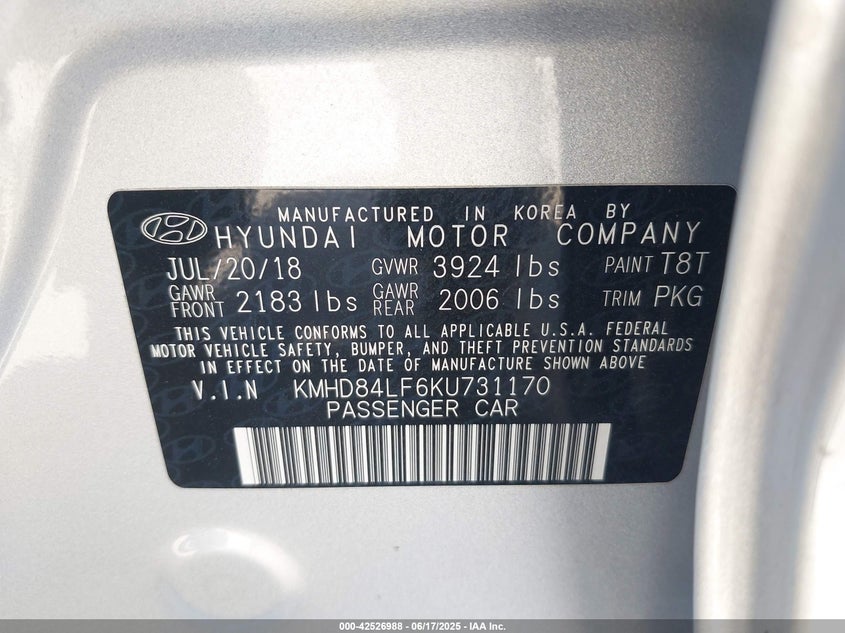 MANUFACTURED IN KOREA BY
HYUNDAI MOTOR COMPANY
JUL/20/18 GVWR 3924 lbs PAINT T8T
GAWR FRONT 2183 lbs GAWR REAR 2006 lbs TRIM PKG
THIS VEHICLE CONFORMS TO ALL APPLICABLE U.S.A. FEDERAL
MOTOR VEHICLE SAFETY, BUMPER, AND THEFT PREVENTION STANDARDS
IN EFFECT ON THE DATE OF MANUFACTURE SHOWN ABOVE
V.I.N KMHD84LF6KU731170
PASSENGER CAR
000-42526988 - 06/17/2025 - IAA Inc.